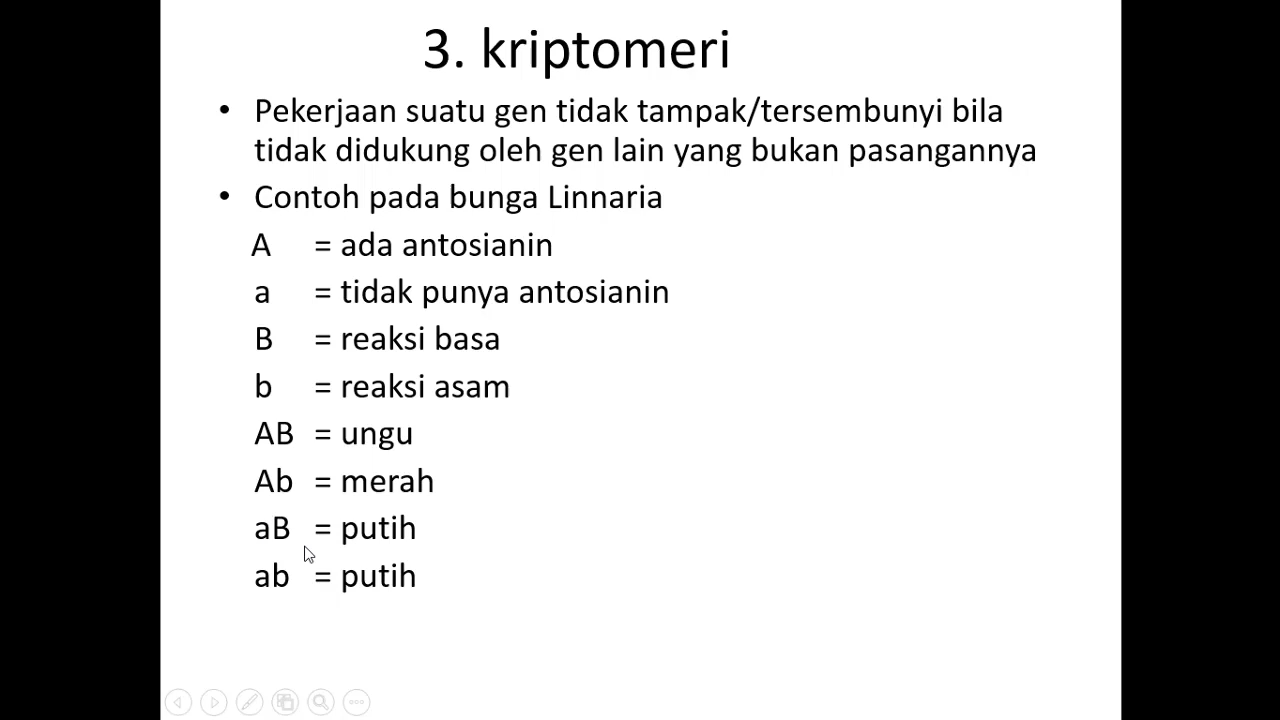 3. kriptomeri
• Pekerjaan suatu gen tidak tampak/tersembunyi bila
tidak didukung oleh gen lain yang bukan pasangannya
• Contoh pada bunga Linnaria
A = ada antosianin
a = tidak punya antosianin
B = reaksi basa
b = reaksi asam
AB = ungu
Ab = merah
aB = putih
ab = putih